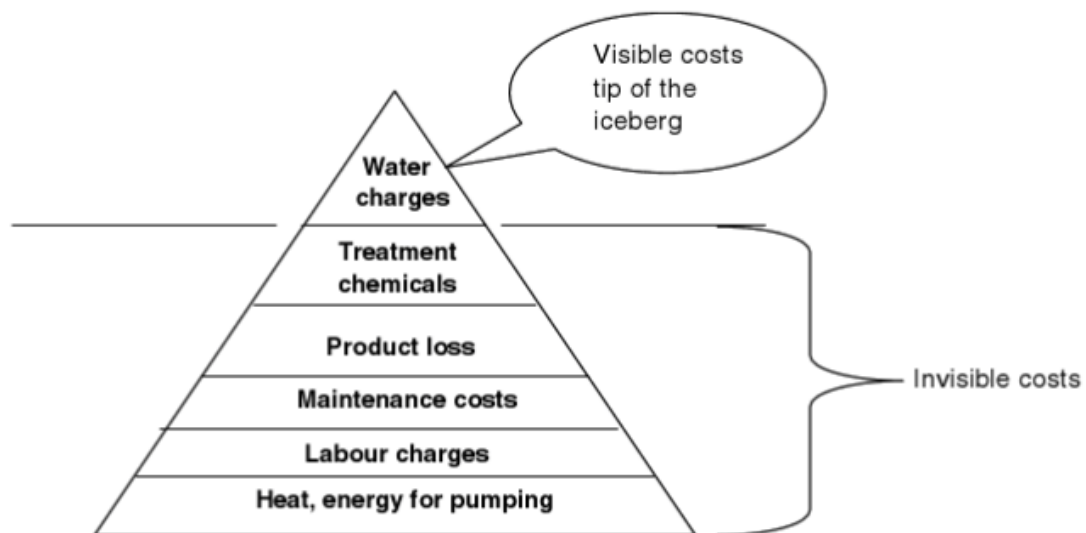 Visible costs
tip of the
iceberg
Water
charges
Treatment
chemicals
Product loss
Maintenance costs
Labour charges
Heat, energy for pumping
Invisible costs